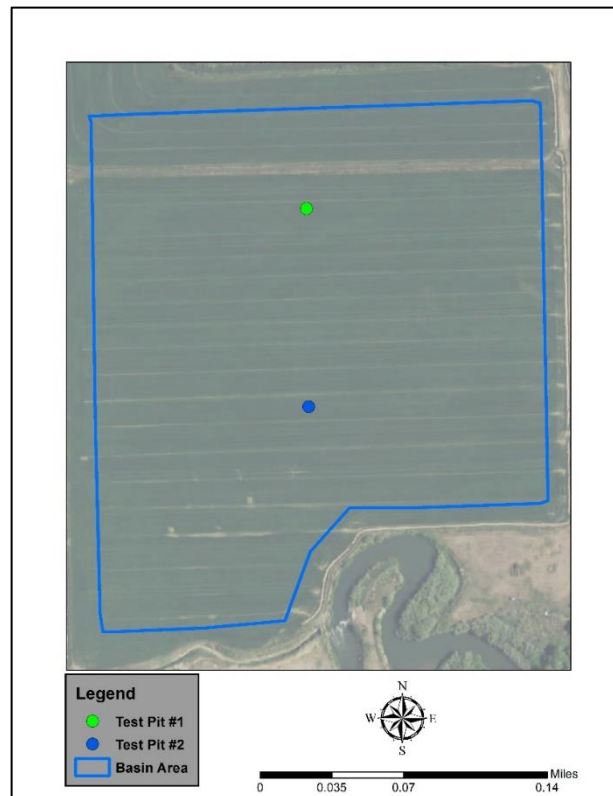 Legend
Test Pit #1
Test Pit #2
Basin Area
N
W E
S
Miles
0 0.035 0.07 0.14